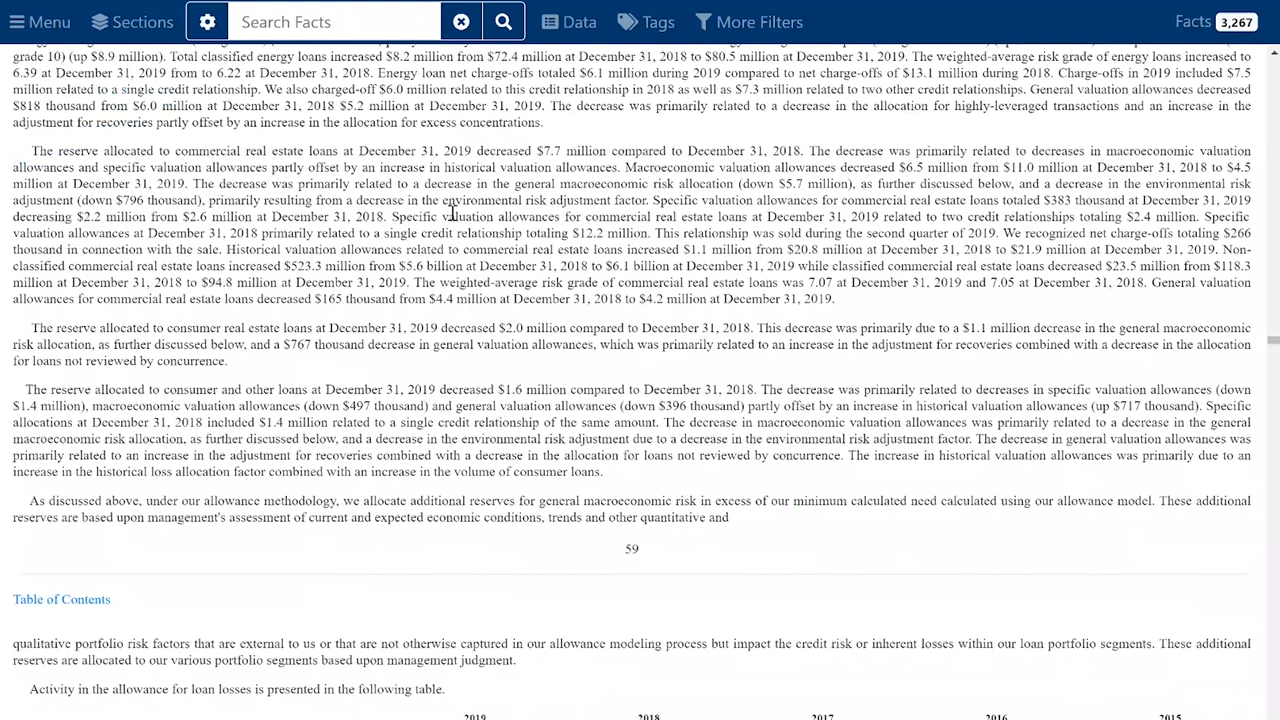 Menu Sections Search Facts Data Tags More Filters Facts 3,267
grade 10) (up $8.9 million). Total classified energy loans increased $8.2 million from $72.4 million at December 31, 2018 to $80.5 million at December 31, 2019. The weighted-average risk grade of energy loans increased to
6.39 at December 31, 2019 from to 6.22 at December 31, 2018. Energy loan net charge-offs totaled $6.1 million during 2019 compared to net charge-offs of $13.1 million during 2018. Charge-offs in 2019 included $7.5
million related to a single credit relationship. We also charged-off $6.0 million related to this credit relationship in 2018 as well as $7.3 million related to two other credit relationships. General valuation allowances decreased
$818 thousand from $6.0 million at December 31, 2018 $5.2 million at December 31, 2019. The decrease was primarily related to a decrease in the allocation for highly-leveraged transactions and an increase in the
adjustment for recoveries partly offset by an increase in the allocation for excess concentrations.
The reserve allocated to commercial real estate loans at December 31, 2019 decreased $7.7 million compared to December 31, 2018. The decrease was primarily related to decreases in macroeconomic valuation
allowances and specific valuation allowances partly offset by an increase in historical valuation allowances. Macroeconomic valuation allowances decreased $6.5 million from $11.0 million at December 31, 2018 to $4.5
million at December 31, 2019. The decrease was primarily related to a decrease in the general macroeconomic risk allocation (down $5.7 million), as further discussed below, and a decrease in the environmental risk
adjustment (down $796 thousand), primarily resulting from a decrease in the environmental risk adjustment factor. Specific valuation allowances for commercial real estate loans totaled $383 thousand at December 31, 2019
decreasing $2.2 million from $2.6 million at December 31, 2018. Specific valuation allowances for commercial real estate loans at December 31, 2019 related to two credit relationships totaling $2.4 million. Specific
valuation allowances at December 31, 2018 primarily related to a single credit relationship totaling $12.2 million. This relationship was sold during the second quarter of 2019. We recognized net charge-offs totaling $266
thousand in connection with the sale. Historical valuation allowances related to commercial real estate loans increased $1.1 million from $20.8 million at December 31, 2018 to $21.9 million at December 31, 2019. Non-
classified commercial real estate loans increased $523.3 million from $5.6 billion at December 31, 2018 to $6.1 billion at December 31, 2019 while classified commercial real estate loans decreased $23.5 million from $118.3
million at December 31, 2018 to $94.8 million at December 31, 2019. The weighted-average risk grade of commercial real estate loans was 7.07 at December 31, 2019 and 7.05 at December 31, 2018. General valuation
allowances for commercial real estate loans decreased $165 thousand from $4.4 million at December 31, 2018 to $4.2 million at December 31, 2019.
The reserve allocated to consumer real estate loans at December 31, 2019 decreased $2.0 million compared to December 31, 2018. This decrease was primarily due to a $1.1 million decrease in the general macroeconomic
risk allocation, as further discussed below, and a $767 thousand decrease in general valuation allowances, which was primarily related to an increase in the adjustment for recoveries combined with a decrease in the allocation
for loans not reviewed by concurrence.
The reserve allocated to consumer and other loans at December 31, 2019 decreased $1.6 million compared to December 31, 2018. The decrease was primarily related to decreases in specific valuation allowances (down
$1.4 million), macroeconomic valuation allowances (down $497 thousand) and general valuation allowances (down $396 thousand) partly offset by an increase in historical valuation allowances (up $717 thousand). Specific
allocations at December 31, 2018 included $1.4 million related to a single credit relationship of the same amount. The decrease in macroeconomic valuation allowances was primarily related to a decrease in the general
macroeconomic risk allocation, as further discussed below, and a decrease in the environmental risk adjustment due to a decrease in the environmental risk adjustment factor. The decrease in general valuation allowances was
primarily related to an increase in the adjustment for recoveries combined with a decrease in the allocation for loans not reviewed by concurrence. The increase in historical valuation allowances was primarily due to an
increase in the historical loss allocation factor combined with an increase in the volume of consumer loans.
As discussed above, under our allowance methodology, we allocate additional reserves for general macroeconomic risk in excess of our minimum calculated need calculated using our allowance model. These additional
reserves are based upon management's assessment of current and expected economic conditions, trends and other quantitative and
59
Table of Contents
qualitative portfolio risk factors that are external to us or that are not otherwise captured in our allowance modeling process but impact the credit risk or inherent losses within our loan portfolio segments. These additional
reserves are allocated to our various portfolio segments based upon management judgment.
Activity in the allowance for loan losses is presented in the following table.
2019 2018 2017 2016 2015